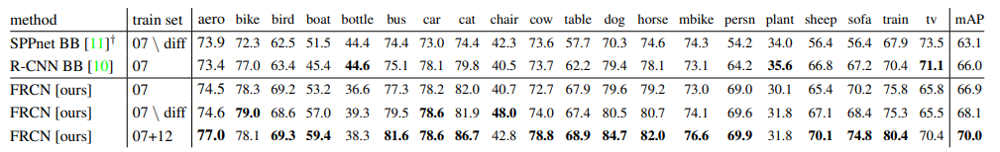 method train set aero bike bird boat bottle bus car cat chair cow table dog horse mbike persn plant sheep sofa train tv mAP
SPPnet BB [11]† 07 \ diff 73.9 72.3 62.5 51.5 44.4 74.4 73.0 74.4 42.3 73.6 57.7 70.3 74.6 74.3 54.2 34.0 56.4 56.4 67.9 73.5 63.1
R-CNN BB [10] 07 73.4 77.0 63.4 45.4 44.6 75.1 78.1 79.8 40.5 73.7 62.2 79.4 78.1 73.1 64.2 35.6 66.8 67.2 70.4 71.1 66.0
FRCN [ours] 07 74.5 78.3 69.2 53.2 36.6 77.3 78.2 82.0 40.7 72.7 67.9 79.6 79.2 73.0 69.0 30.1 65.4 70.2 75.8 65.8 66.9
FRCN [ours] 07 \ diff 74.6 79.0 68.6 57.0 39.3 79.5 78.6 81.9 48.0 74.0 67.4 80.5 80.7 74.1 69.6 31.8 67.1 68.4 75.3 65.5 68.1
FRCN [ours] 07+12 77.0 78.1 69.3 59.4 38.3 81.6 78.6 86.7 42.8 78.8 68.9 84.7 82.0 76.6 69.9 31.8 70.1 74.8 80.4 70.4 70.0